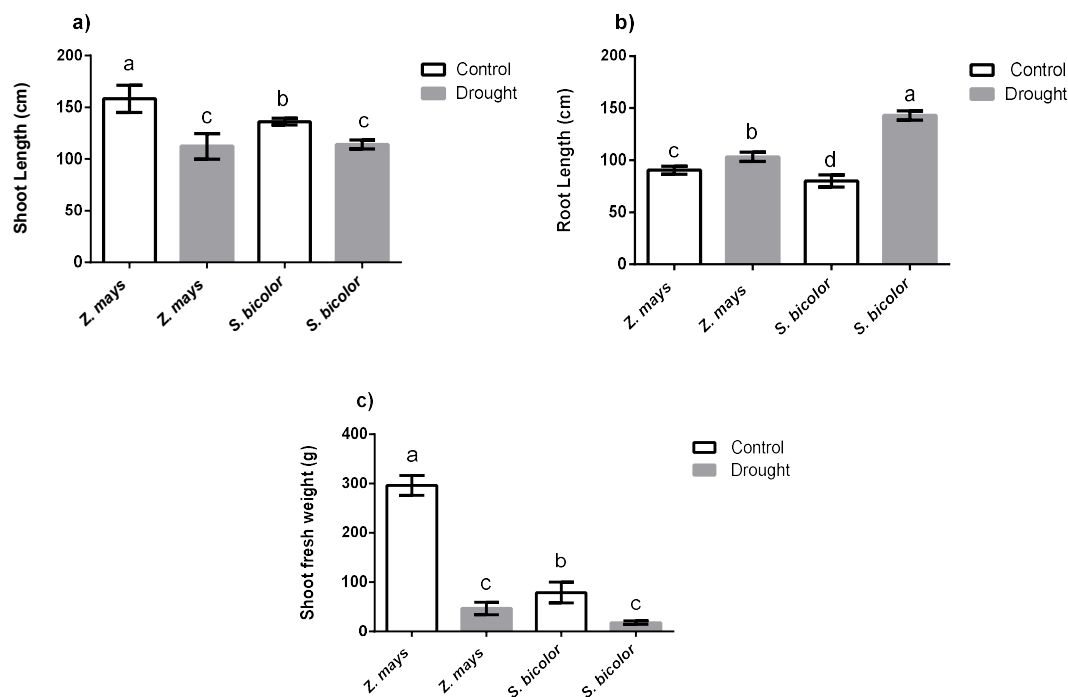 a)
Shoot Length (cm)
200
150
100
50
0
a
c
b
c
Control
Drought
Z. mays
Z. mays
S. bicolor
S. bicolor
b)
Root Length (cm)
200
150
100
50
0
c
b
d
a
Control
Drought
Z. mays
Z. mays
S. bicolor
S. bicolor
c)
Shoot fresh weight (g)
400
300
200
100
0
a
c
b
c
Control
Drought
Z. mays
Z. mays
S. bicolor
S. bicolor